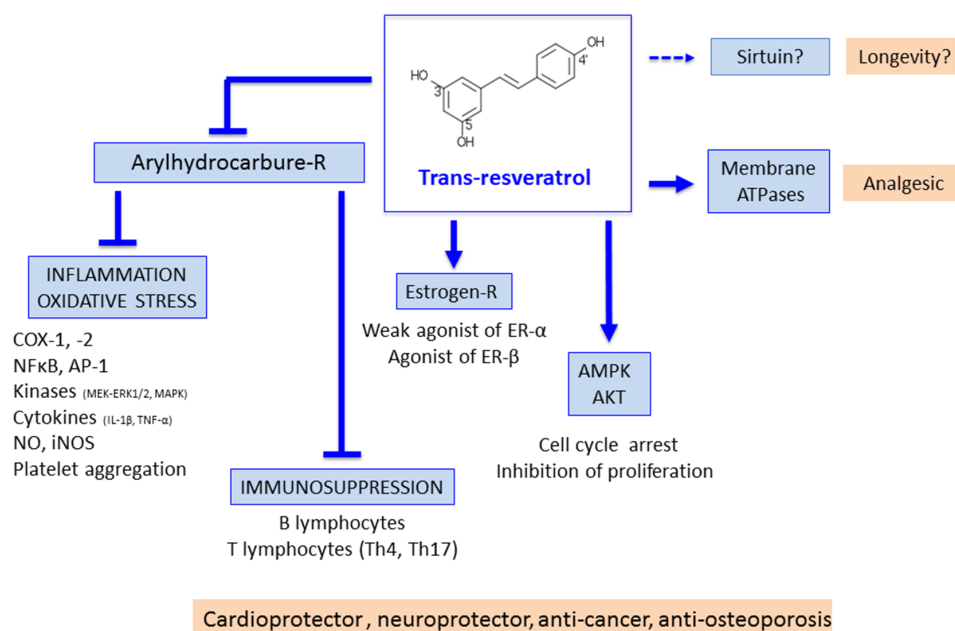 OH
4'
HO
3
5
OH
Trans-resveratrol
Sirtuin?
Longevity?
Arylhydrocarbure-R
Membrane
ATPases
Analgesic
INFLAMMATION
OXIDATIVE STRESS
COX-1, -2
NFκB, AP-1
Kinases (MEK-ERK1/2, MAPK)
Cytokines (IL-1β, TNF-α)
NO, iNOS
Platelet aggregation
Estrogen-R
Weak agonist of ER-α
Agonist of ER-β
AMPK
AKT
Cell cycle arrest
Inhibition of proliferation
IMMUNOSUPPRESSION
B lymphocytes
T lymphocytes (Th4, Th17)
Cardioprotector , neuroprotector, anti-cancer, anti-osteoporosis